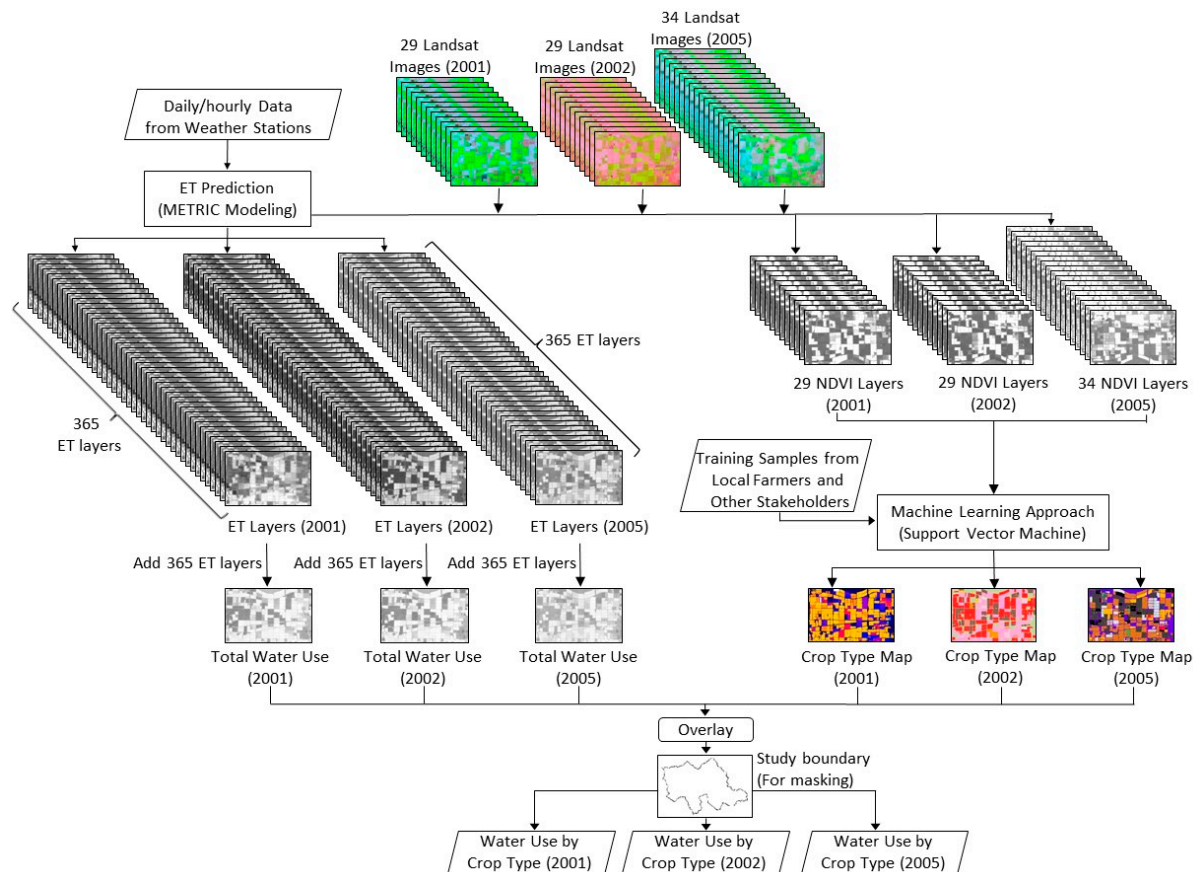 34 Landsat
Images (2005)
29 Landsat
Images (2001)
29 Landsat
Images (2002)
Daily/hourly Data
from Weather Stations
ET Prediction
(METRIC Modeling)
365 ET layers
365
ET layers
29 NDVI Layers
(2001)
29 NDVI Layers
(2002)
34 NDVI Layers
(2005)
Training Samples from
Local Farmers and
Other Stakeholders
Machine Learning Approach
(Support Vector Machine)
ET Layers (2001)
ET Layers (2002)
ET Layers (2005)
Add 365 ET layers
Add 365 ET layers
Add 365 ET layers
Total Water Use
(2001)
Total Water Use
(2002)
Total Water Use
(2005)
Crop Type Map
(2001)
Crop Type Map
(2002)
Crop Type Map
(2005)
Overlay
Study boundary
(For masking)
Water Use by
Crop Type (2001)
Water Use by
Crop Type (2002)
Water Use by
Crop Type (2005)